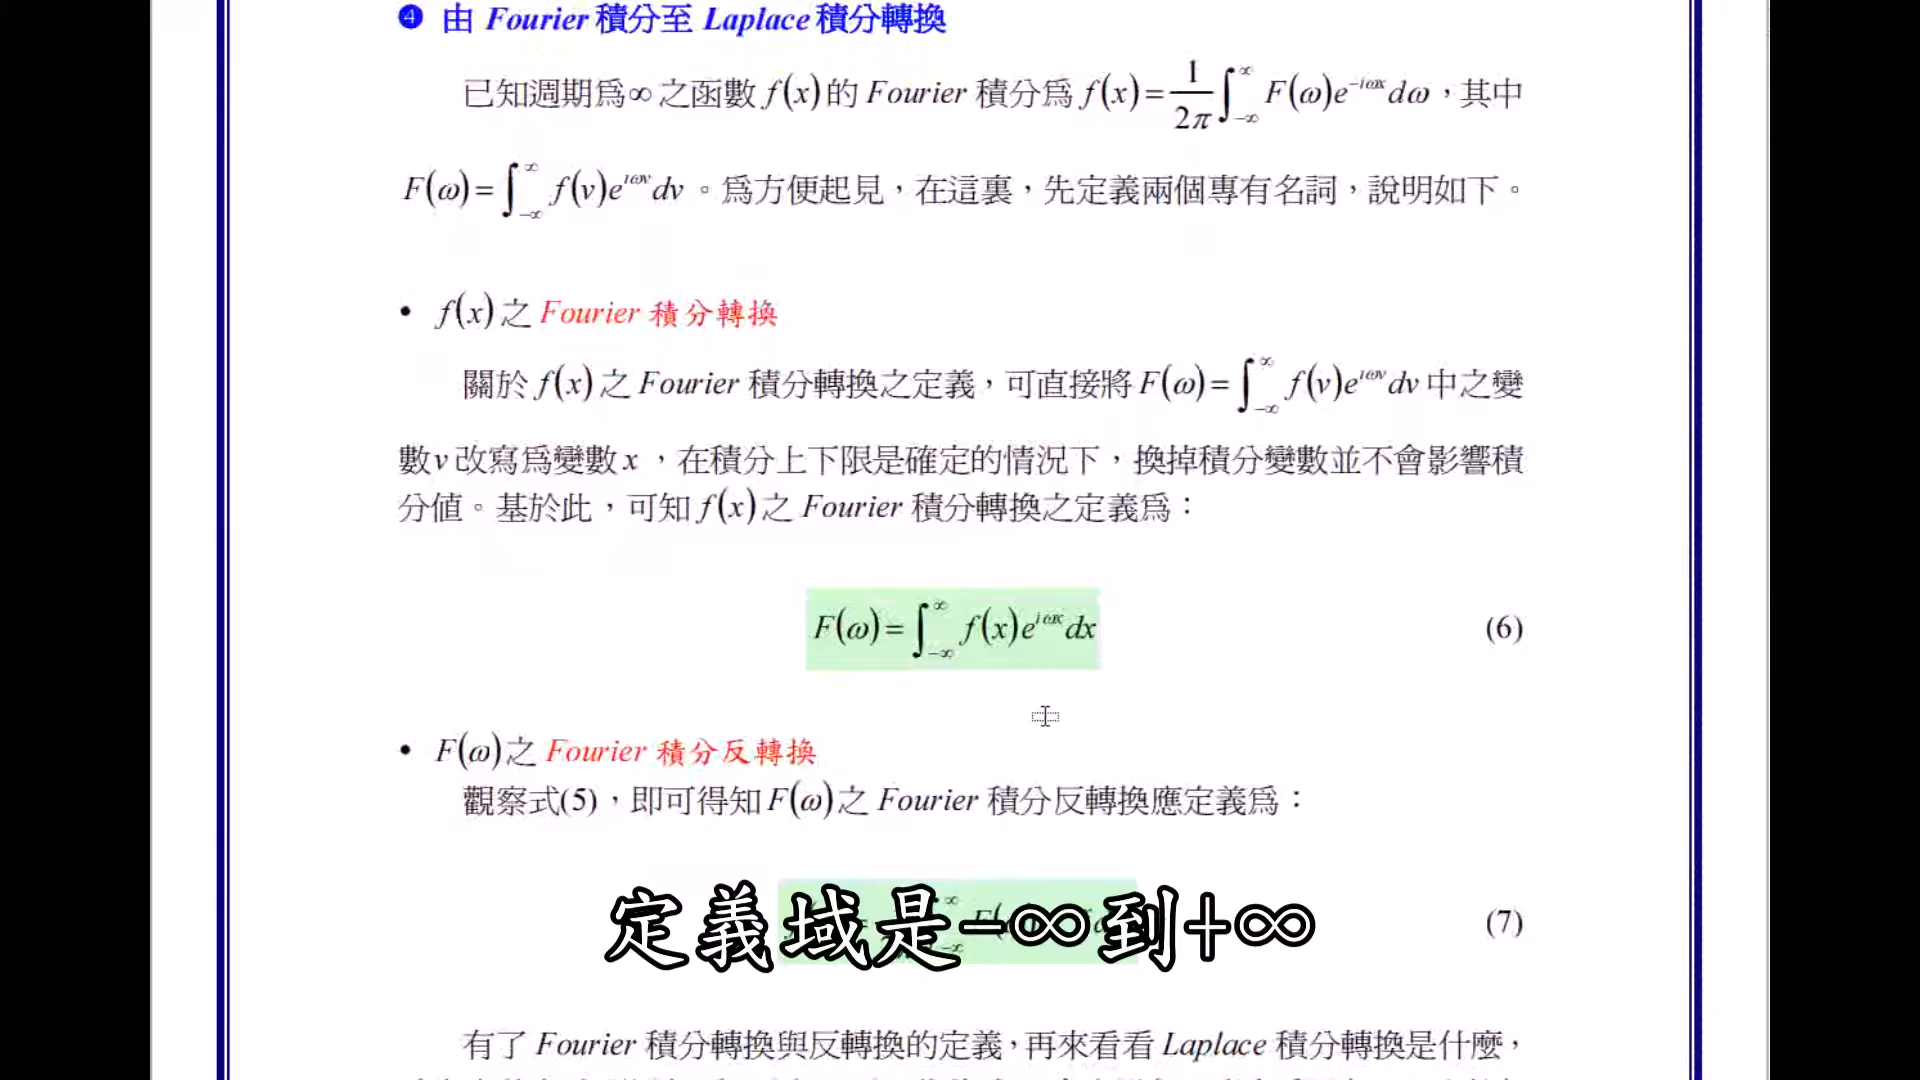 ❹ 由 Fourier 積分至 Laplace 積分轉換
已知週期為∞之函數 f(x) 的 Fourier 積分為 f(x)=\frac{1}{2π}∫_{-∞}^{∞} F(ω)e^{-iωx}dω，其中
F(ω)=∫_{-∞}^{∞} f(v)e^{iωv}dv。為方便起見，在這裏，先定義兩個專有名詞，說明如下。
• f(x) 之 Fourier 積分轉換
關於 f(x) 之 Fourier 積分轉換之定義，可直接將 F(ω)=∫_{-∞}^{∞} f(v)e^{iωv}dv 中之變
數 v 改寫為變數 x，在積分上下限是確定的情況下，換掉積分變數並不會影響積
分值。基於此，可知 f(x) 之 Fourier 積分轉換之定義為：
F(ω)=∫_{-∞}^{∞} f(x)e^{iωx}dx (6)
• F(ω) 之 Fourier 積分反轉換
觀察式(5)，即可得知 F(ω) 之 Fourier 積分反轉換應定義為：
(7)
定義域是-∞到+∞
有了 Fourier 積分轉換與反轉換的定義，再來看看 Laplace 積分轉換是什麼，